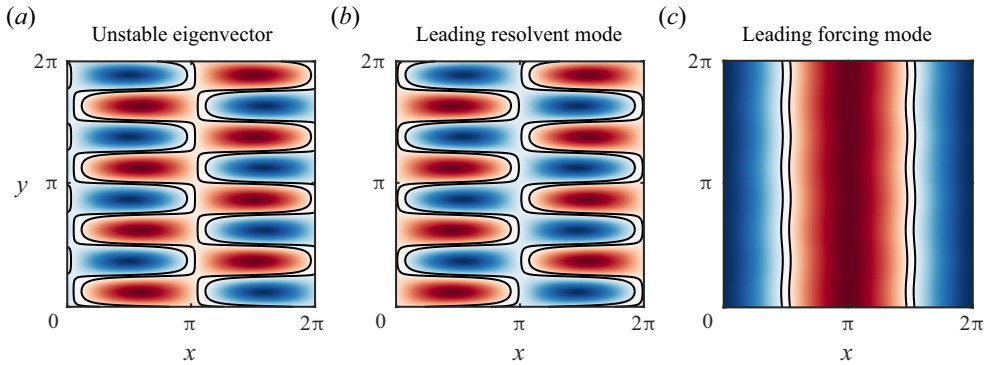 (a) Unstable eigenvector
(b) Leading resolvent mode
(c) Leading forcing mode
2π
2π
2π
y
π
π
π
0
π
2π
0
π
2π
0
π
2π
x
x
x